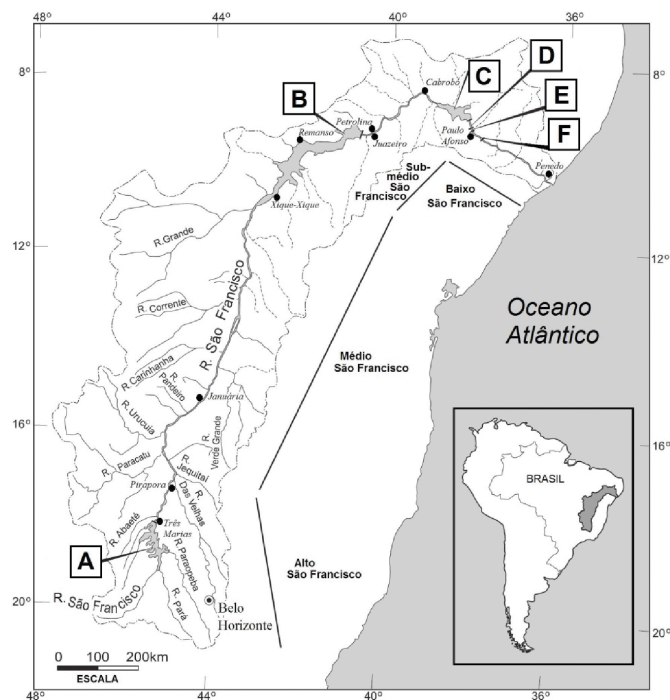 48°
44°
40°
36°
8°
8°
D
C
E
B
F
Cabrobó
Petrolina
Remanso
Juazeiro
Paulo
Afonso
Penedo
Xique-Xique
Sub-
médio
São
Francisco
Baixo
São Francisco
R.Grande
12°
12°
R. São Francisco
R. Corrente
Oceano
Atlântico
Médio
São Francisco
R. Carinhanha
R.
Pandeiro
Januária
R. Urucuia
R.
Verde Grande
16°
16°
R. Paracatu
R.
Jequitaí
Pirapora
R.
Das Velhas
BRASIL
R. Abaeté
Três
Marias
A
R.Paraopeba
Alto
São Francisco
R. São Francisco
R. Pará
Belo
Horizonte
20°
20°
0 100 200km
ESCALA
44°
40°
36°